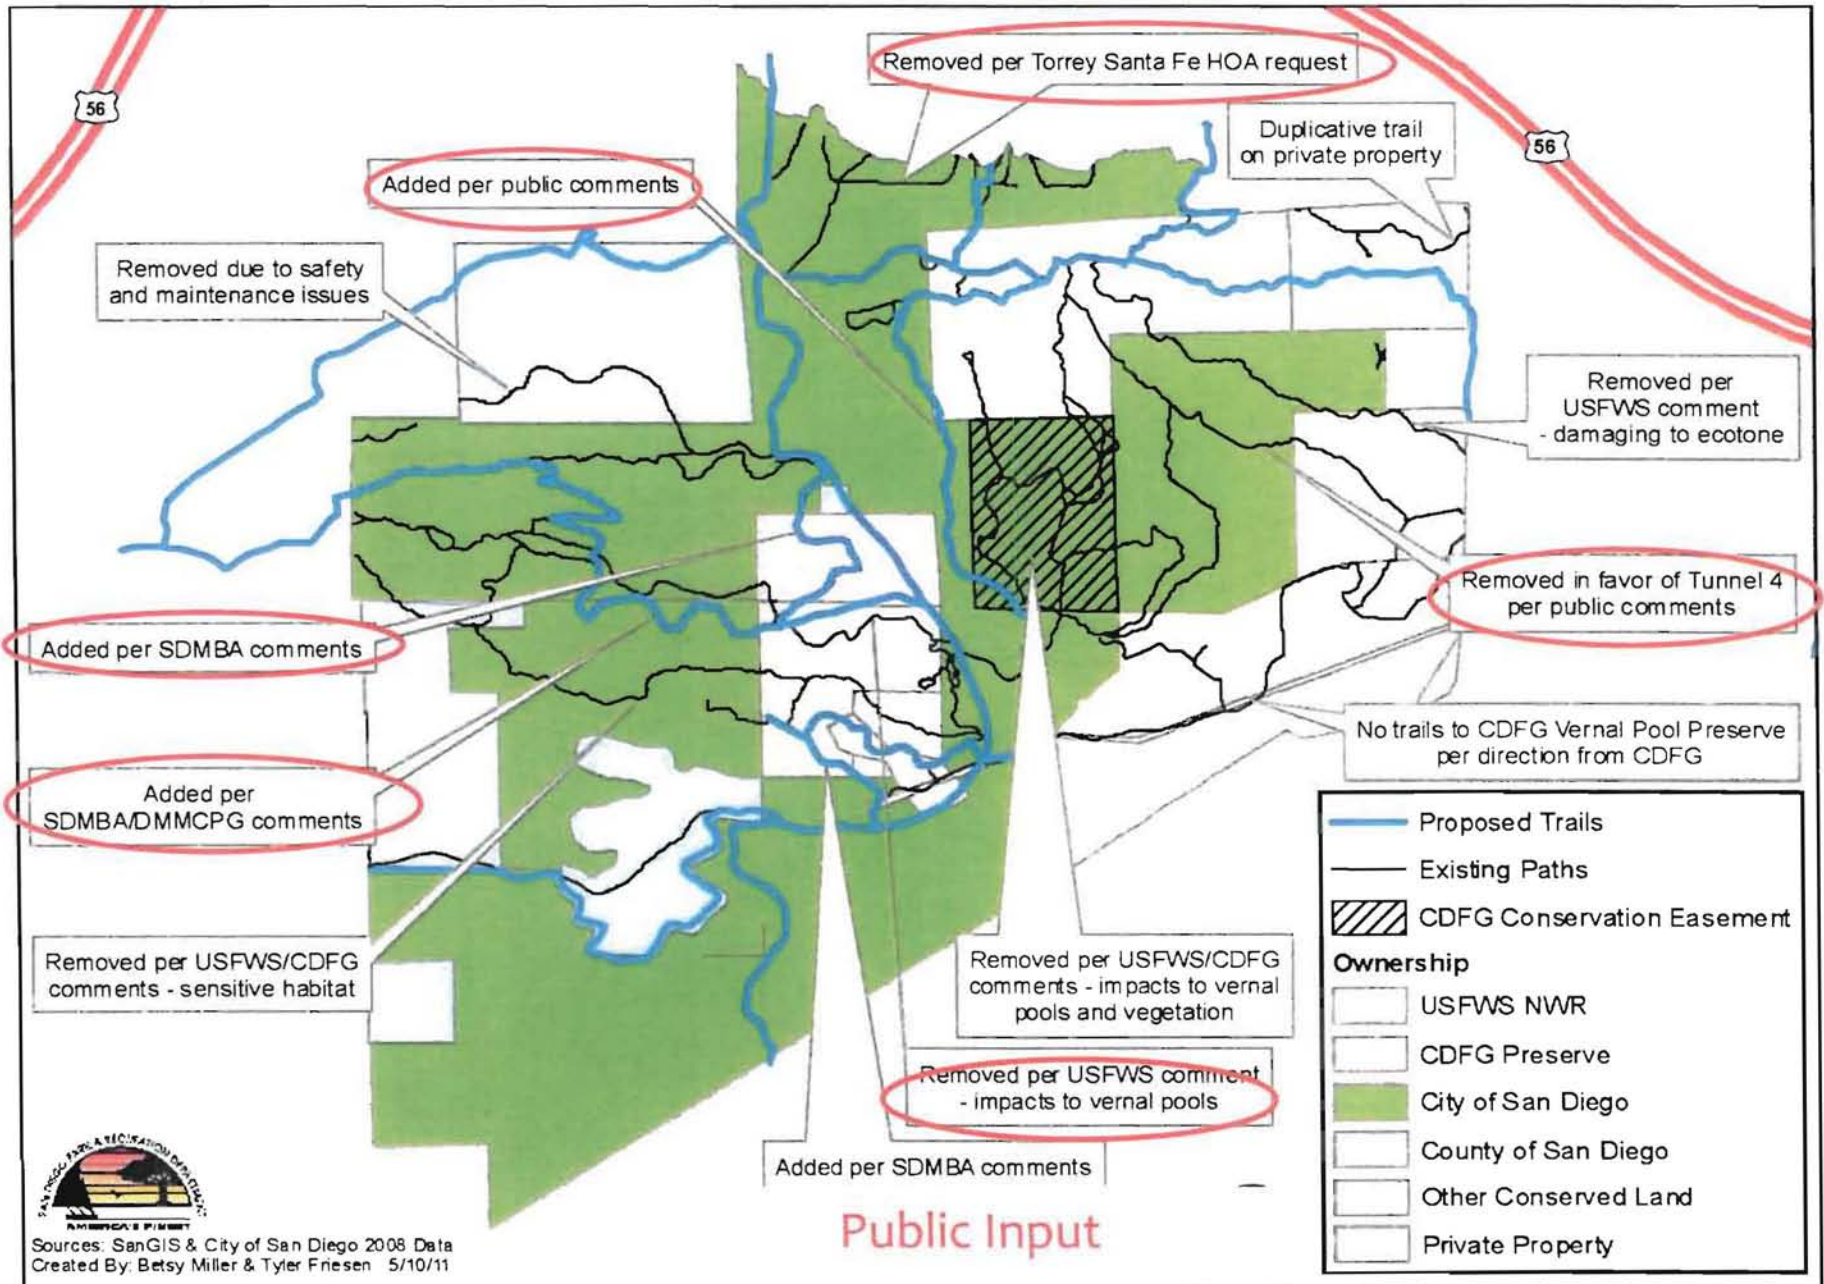 56
Removed per Torrey Santa Fe HOA request
Duplicative trail
on private property
56
Added per public comments
Removed due to safety
and maintenance issues
Removed per
USFWS comment
- damaging to ecotone
Removed in favor of Tunnel 4
per public comments
Added per SDMBA comments
No trails to CDFG Vernal Pool Preserve
per direction from CDFG
Added per
SDMBA/DMMCPG comments
Removed per USFWS/CDFG
comments - sensitive habitat
Removed per USFWS/CDFG
comments - impacts to vernal
pools and vegetation
Removed per USFWS comment
- impacts to vernal pools
Added per SDMBA comments
Public Input
Proposed Trails
Existing Paths
CDFG Conservation Easement
Ownership
USFWS NWR
CDFG Preserve
City of San Diego
County of San Diego
Other Conserved Land
Private Property
SAN DIEGO PARK & RECREATION DEPARTMENT
AMERICA'S FINEST
Sources: SanGIS & City of San Diego 2008 Data
Created By: Betsy Miller & Tyler Friesen 5/10/11